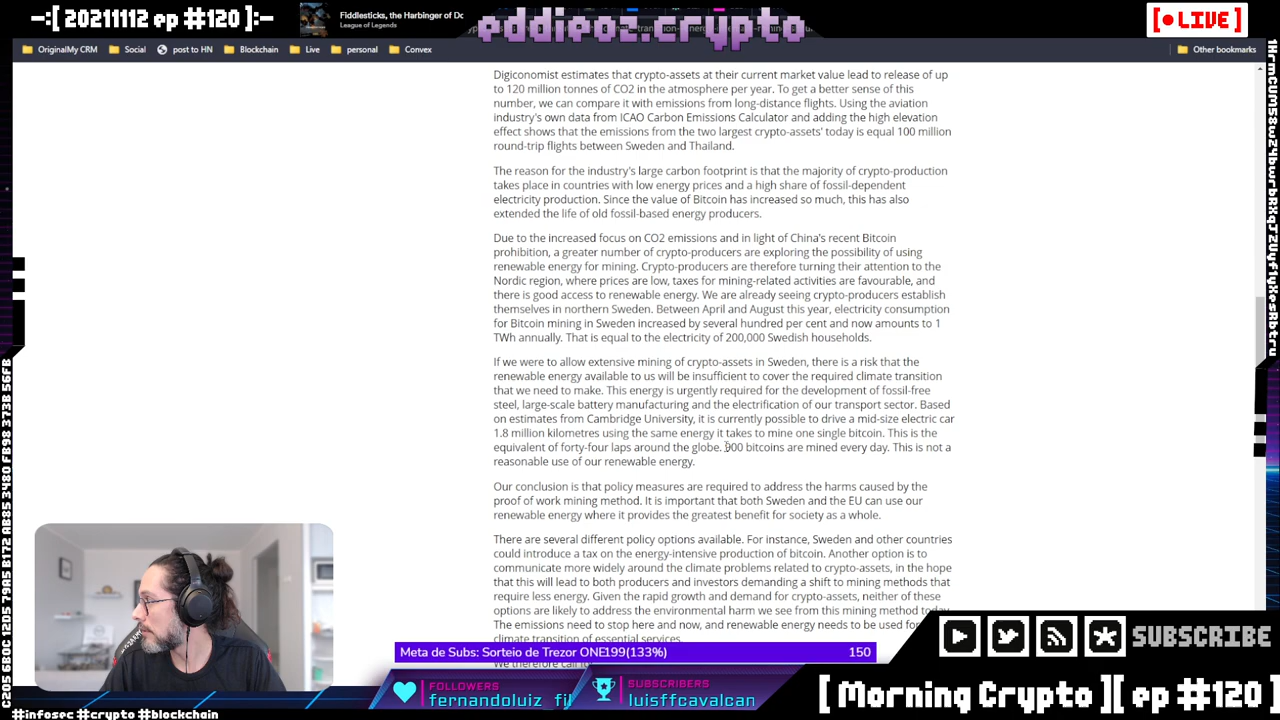 -:[ 20211112 ep #120 ]:-
Fiddlesticks, the Harbinger of Dc
League of Legends
eddieoz.crypto
[● LIVE]
OriginalMy CRM
Social
post to HN
Blockchain
Live
personal
Convex
Other bookmarks
Digiconomist estimates that crypto-assets at their current market value lead to release of up
to 120 million tonnes of CO2 in the atmosphere per year. To get a better sense of this
number, we can compare it with emissions from long-distance flights. Using the aviation
industry's own data from ICAO Carbon Emissions Calculator and adding the high elevation
effect shows that the emissions from the two largest crypto-assets' today is equal 100 million
round-trip flights between Sweden and Thailand.
The reason for the industry's large carbon footprint is that the majority of crypto-production
takes place in countries with low energy prices and a high share of fossil-dependent
electricity production. Since the value of Bitcoin has increased so much, this has also
extended the life of old fossil-based energy producers.
Due to the increased focus on CO2 emissions and in light of China's recent Bitcoin
prohibition, a greater number of crypto-producers are exploring the possibility of using
renewable energy for mining. Crypto-producers are therefore turning their attention to the
Nordic region, where prices are low, taxes for mining-related activities are favourable, and
there is good access to renewable energy. We are already seeing crypto-producers establish
themselves in northern Sweden. Between April and August this year, electricity consumption
for Bitcoin mining in Sweden increased by several hundred per cent and now amounts to 1
TWh annually. That is equal to the electricity of 200,000 Swedish households.
If we were to allow extensive mining of crypto-assets in Sweden, there is a risk that the
renewable energy available to us will be insufficient to cover the required climate transition
that we need to make. This energy is urgently required for the development of fossil-free
steel, large-scale battery manufacturing and the electrification of our transport sector. Based
on estimates from Cambridge University, it is currently possible to drive a mid-size electric car
1.8 million kilometres using the same energy it takes to mine one single bitcoin. This is the
equivalent of forty-four laps around the globe. 900 bitcoins are mined every day. This is not a
reasonable use of our renewable energy.
Our conclusion is that policy measures are required to address the harms caused by the
proof of work mining method. It is important that both Sweden and the EU can use our
renewable energy where it provides the greatest benefit for society as a whole.
There are several different policy options available. For instance, Sweden and other countries
could introduce a tax on the energy-intensive production of bitcoin. Another option is to
communicate more widely around the climate problems related to crypto-assets, in the hope
that this will lead to both producers and investors demanding a shift to mining methods that
require less energy. Given the rapid growth and demand for crypto-assets, neither of these
options are likely to address the environmental harm we see from this mining method today.
The emissions need to stop here and now, and renewable energy needs to be used for
climate transition of essential services.
We therefore call fo
Meta de Subs: Sorteio de Trezor ONE199(133%)
150
FOLLOWERS
fernandoluiz_fil
SUBSCRIBERS
luisffcavalcan
SUBSCRIBE
[ Morning Crypto ][ ep #120 ]
#infosec #crypto #blockchain